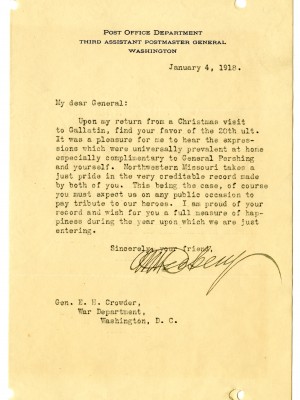 POST OFFICE DEPARTMENT
THIRD ASSISTANT POSTMASTER GENERAL
WASHINGTON
January 4, 1918.
My dear General:
Upon my return from a Christmas visit
to Gallatin, find your favor of the 20th ult.
It was a pleasure for me to hear the expres-
sions which were universally prevalent at home
especially complimentary to General Pershing
and yourself. Northwestern Missouri takes a
just pride in the very creditable record made
by both of you. This being the case, of course
you must expect us on any public occasion to
pay tribute to our heroes. I am proud of your
record and wish for you a full measure of hap-
piness during the year upon which we are just
entering.
Sincerely your friend,
Gen. E. H. Crowder,
War Department,
Washington, D. C.